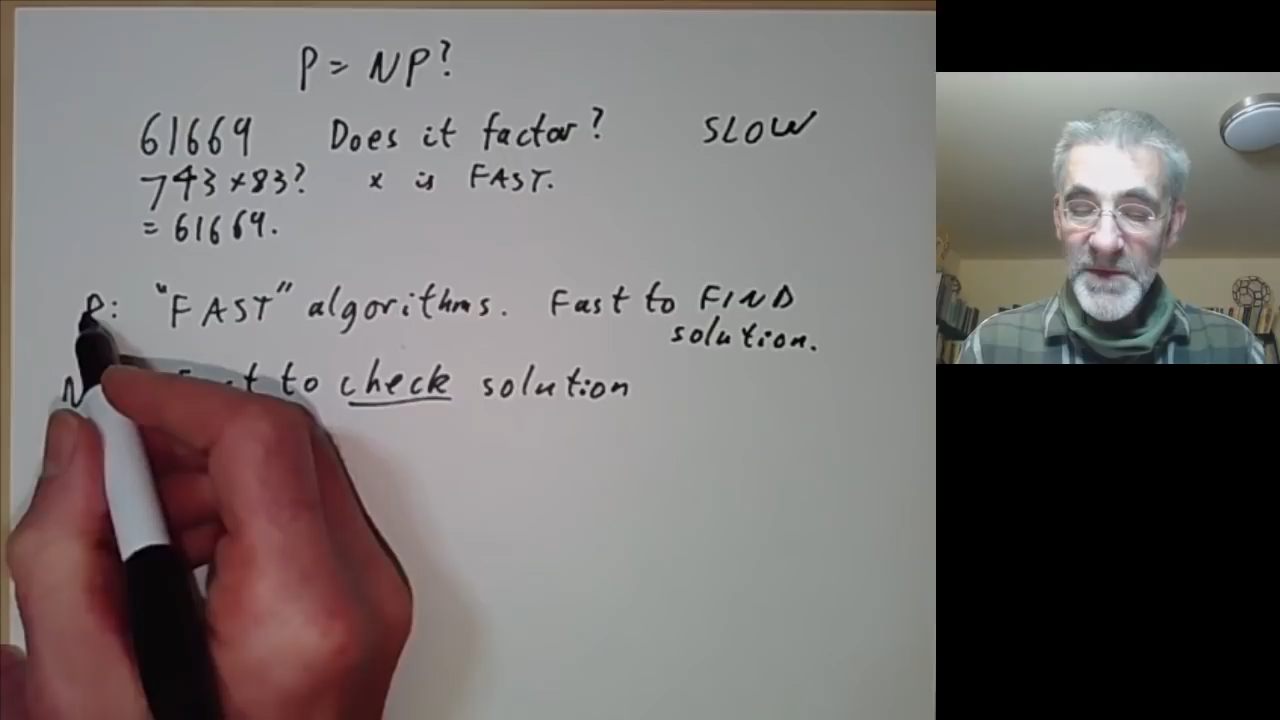 P = NP?
61669 Does it factor? SLOW
743 × 83? × is FAST.
= 61669.
P: "FAST" algorithms. Fast to FIND
solution.
to check solution